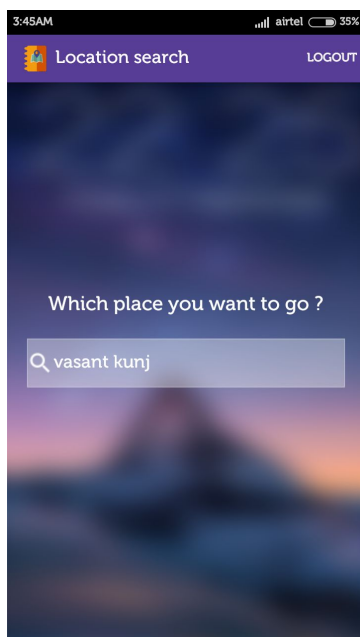 3:45AM airtel 35%
Location search LOGOUT
Which place you want to go ?
vasant kunj